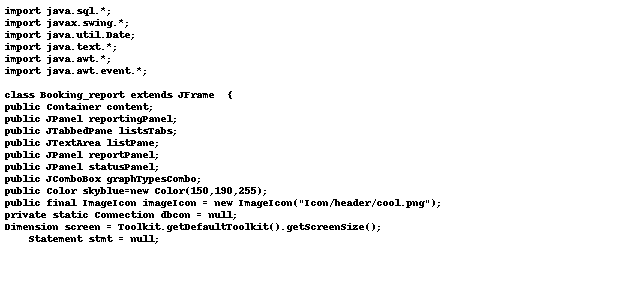 import java.sql.*;
import javax.swing.*;
import java.util.Date;
import java.text.*;
import java.awt.*;
import java.awt.event.*;

class Booking_report extends JFrame  {
public Container content;
public JPanel reportingPanel;
public JTabbedPane listsTabs;
public JTextArea listPane;
public JPanel reportPanel;
public JPanel statusPanel;
public JComboBox graphTypesCombo;
public Color skyblue=new Color(150,190,255);
public final ImageIcon imageIcon = new ImageIcon("Icon/header/cool.png");
private static Connection dbcon = null;
Dimension screen = Toolkit.getDefaultToolkit().getScreenSize();
    Statement stmt = null;